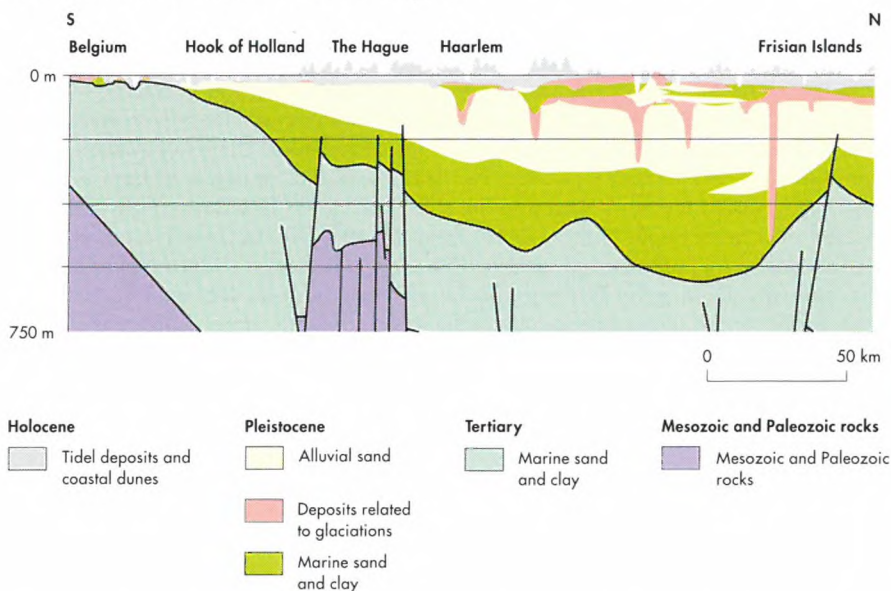 S
N
Belgium
Hook of Holland
The Hague
Haarlem
Frisian Islands
0 m
750 m
0
50 km
Holocene
Tidel deposits and
coastal dunes
Pleistocene
Alluvial sand
Deposits related
to glaciations
Marine sand
and clay
Tertiary
Marine sand
and clay
Mesozoic and Paleozoic rocks
Mesozoic and Paleozoic
rocks